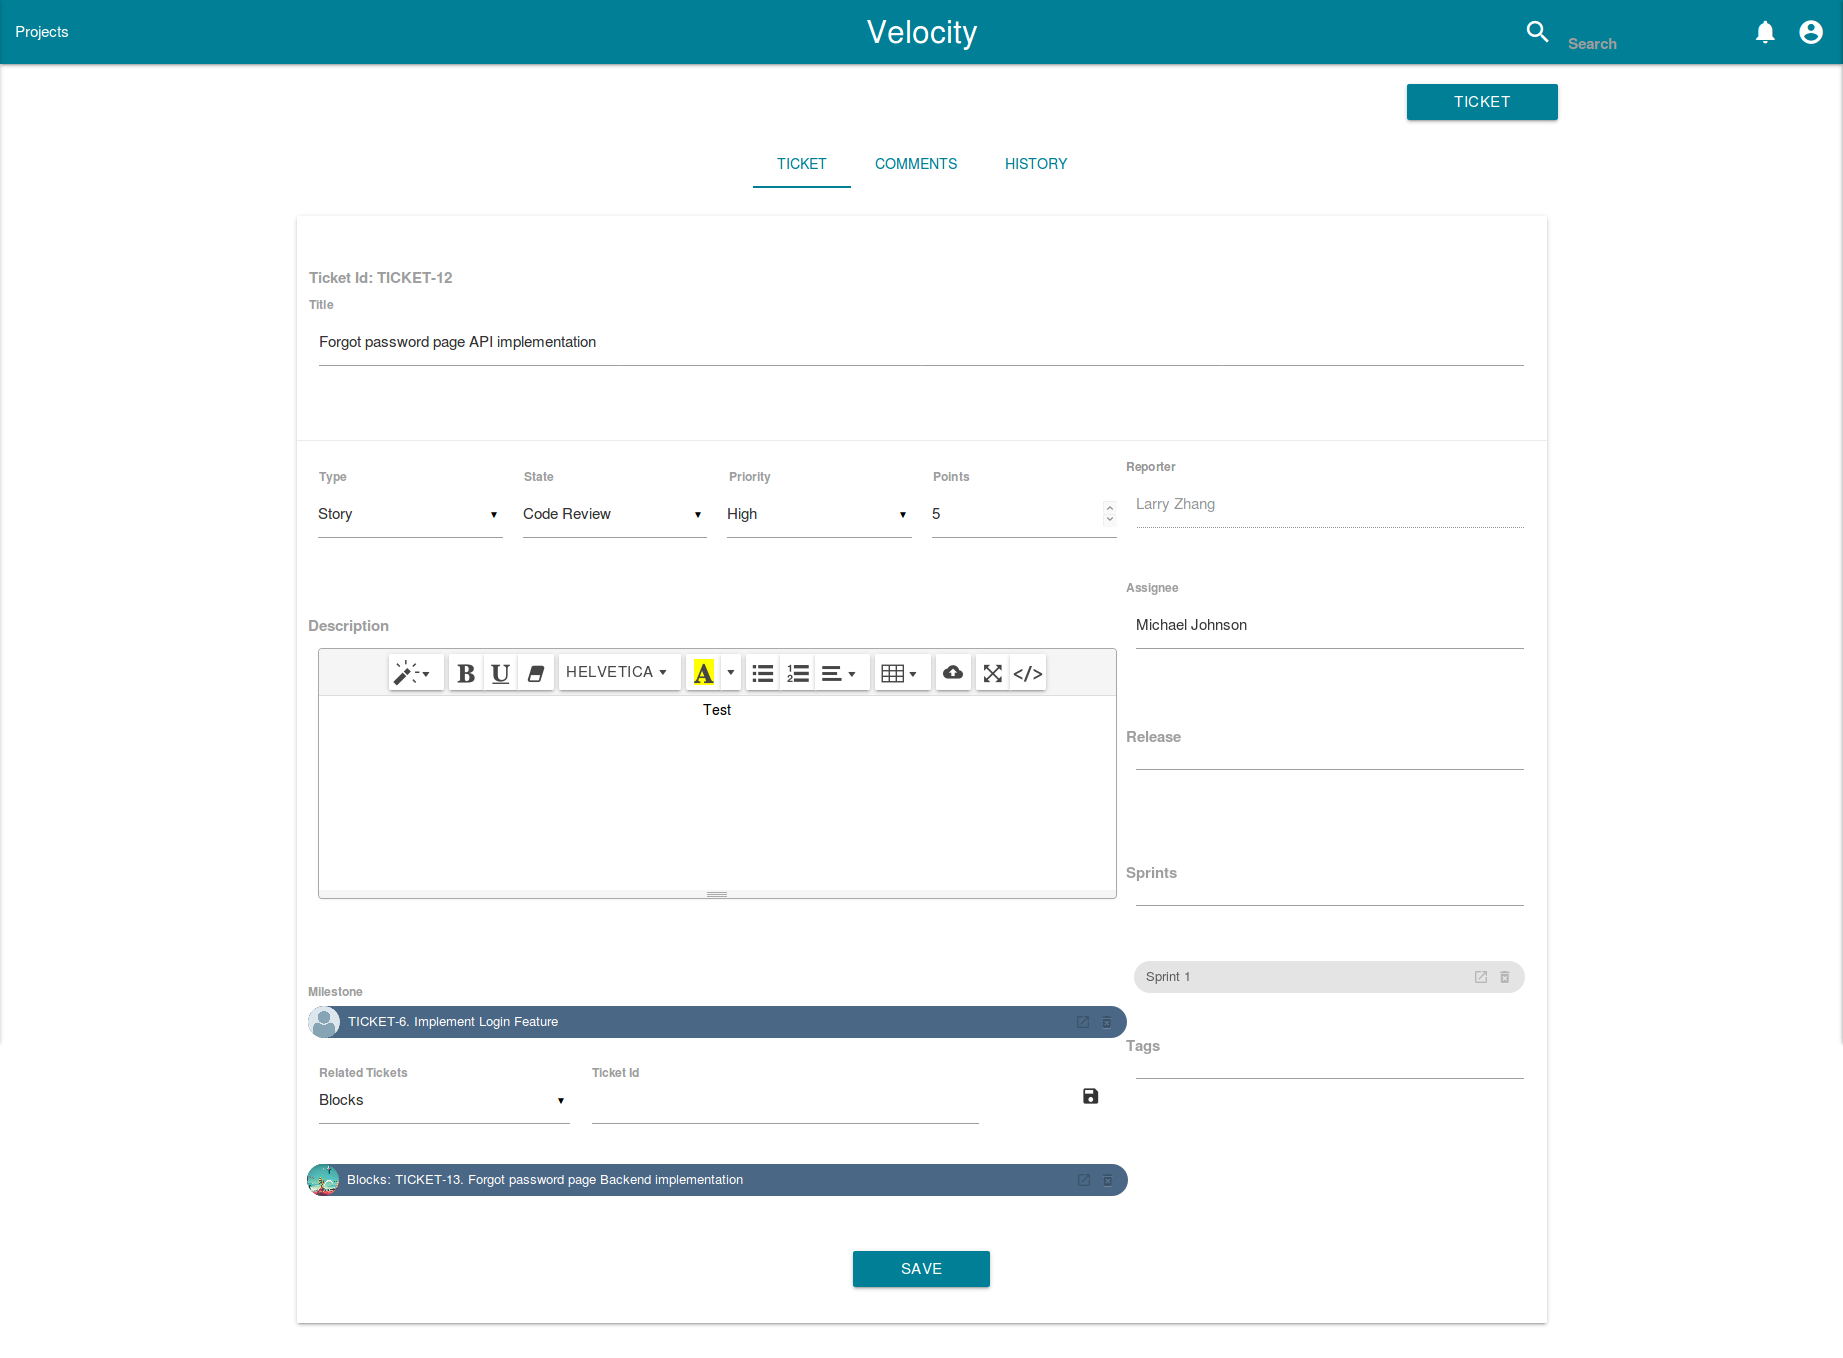 Projects
Velocity
Search
TICKET
TICKET COMMENTS HISTORY
Ticket Id: TICKET-12
Title
Forgot password page API implementation
Type State Priority Points
Story Code Review High 5
Reporter
Larry Zhang
Assignee
Michael Johnson
Description
B U HELVETICA A </>
Test
Release
Sprints
Sprint 1
Tags
Milestone
TICKET-6. Implement Login Feature
Related Tickets Ticket Id
Blocks
Blocks: TICKET-13. Forgot password page Backend implementation
SAVE